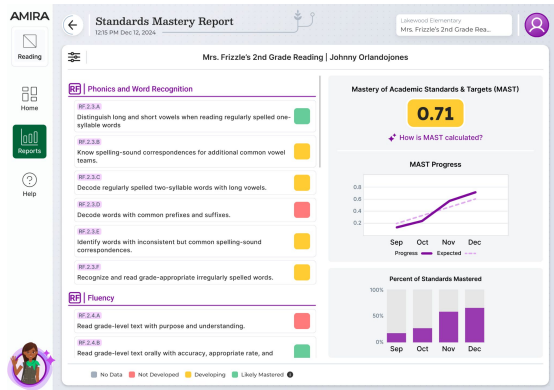 AMIRA
Reading
Home
Reports
Help
Standards Mastery Report
12:15 PM Dec 12, 2024
Lakewood Elementary
Mrs. Frizzle's 2nd Grade Rea...
Mrs. Frizzle's 2nd Grade Reading | Johnny Orlandojones
RF | Phonics and Word Recognition
RF.2.3.A
Distinguish long and short vowels when reading regularly spelled one-
syllable words
RF.2.3.B
Know spelling-sound correspondences for additional common vowel
teams.
RF.2.3.C
Decode regularly spelled two-syllable words with long vowels.
RF.2.3.D
Decode words with common prefixes and suffixes.
RF.2.3.E
Identify words with inconsistent but common spelling-sound
correspondences.
RF.2.3.F
Recognize and read grade-appropriate irregularly spelled words.
RF | Fluency
RF.2.4.A
Read grade-level text with purpose and understanding.
RF.2.4.B
Read grade-level text orally with accuracy, appropriate rate, and
No Data
Not Developed
Developing
Likely Mastered
Mastery of Academic Standards & Targets (MAST)
0.71
How is MAST calculated?
MAST Progress
0.8
0.6
0.4
0.2
Sep Oct Nov Dec
Progress Expected
Percent of Standards Mastered
100%
50%
0%
Sep Oct Nov Dec